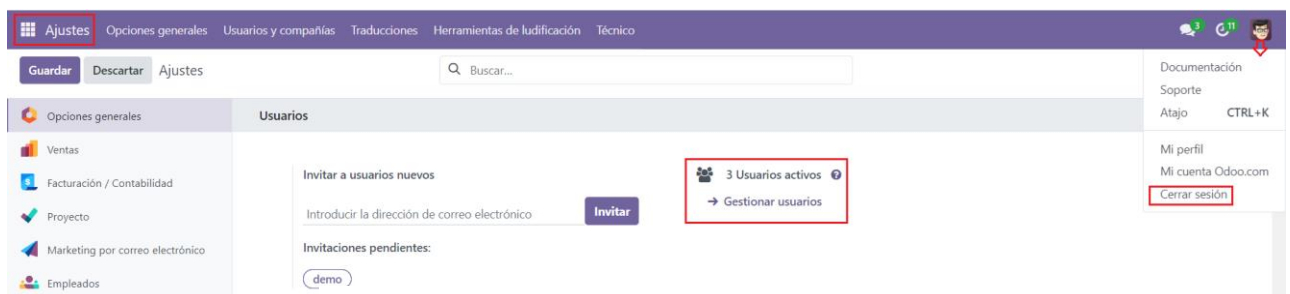 Ajustes Opciones generales Usuarios y compañías Traducciones Herramientas de ludificación Técnico 3 11
Guardar Descartar Ajustes Buscar...
Documentación
Soporte
Atajo CTRL+K
Mi perfil
Mi cuenta Odoo.com
Cerrar sesión
Opciones generales
Ventas
Facturación / Contabilidad
Proyecto
Marketing por correo electrónico
Empleados
Usuarios
Invitar a usuarios nuevos
Introducir la dirección de correo electrónico Invitar
Invitaciones pendientes:
demo
3 Usuarios activos ?
→ Gestionar usuarios